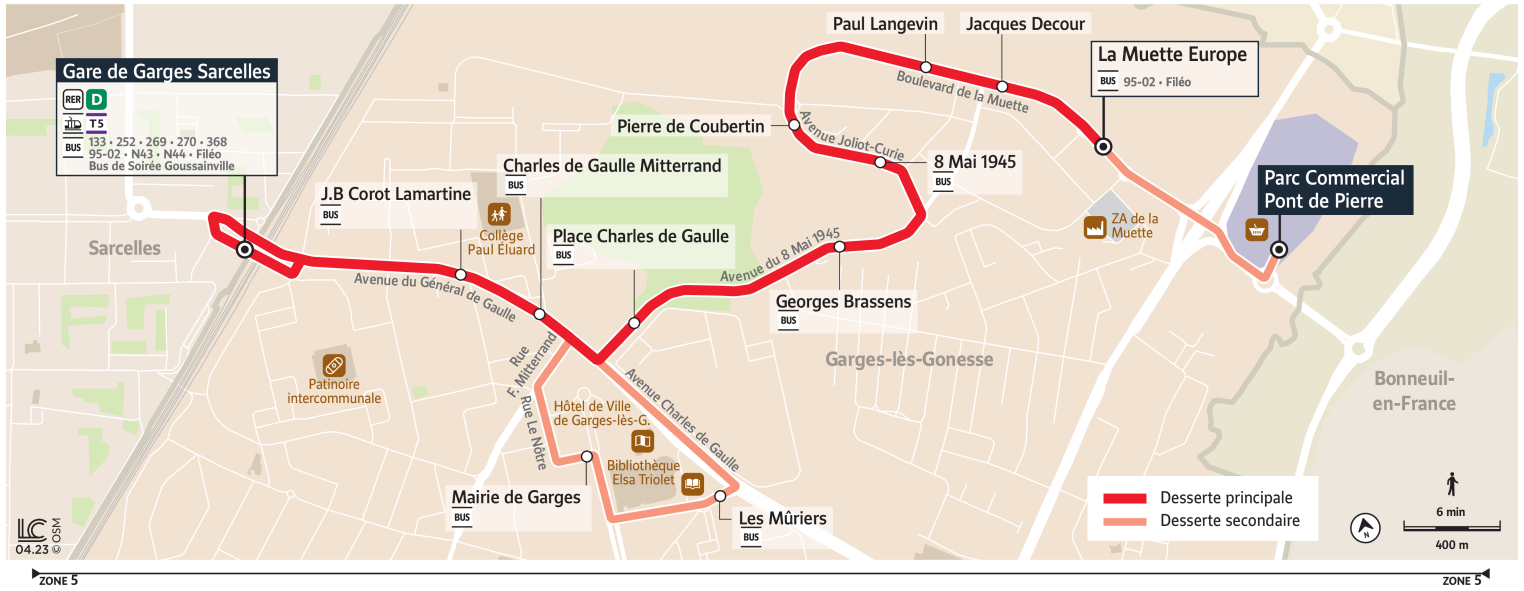 Paul Langevin
Jacques Decour
La Muette Europe
BUS 95-02 • Filéo
Gare de Garges Sarcelles
RER D
T5
BUS
133 • 252 • 269 • 270 • 368
95-02 • N43 • N44 • Filéo
Bus de Soirée Goussainville
Boulevard de la Muette
Pierre de Coubertin
Avenue Joliot-Curie
8 Mai 1945
BUS
Charles de Gaulle Mitterrand
BUS
J.B Corot Lamartine
BUS
Collège
Paul Éluard
Place Charles de Gaulle
BUS
Parc Commercial
Pont de Pierre
ZA de la
Muette
Sarcelles
Avenue du Général de Gaulle
Avenue du 8 Mai 1945
Georges Brassens
BUS
Garges-lès-Gonesse
Rue
F. Mitterrand
Rue Le Nôtre
Avenue Charles de Gaulle
Patinoire
intercommunale
Hôtel de Ville
de Garges-lès-G.
Bibliothèque
Elsa Triolet
Bonneuil-
en-France
Mairie de Garges
BUS
Les Mûriers
BUS
Desserte principale
Desserte secondaire
N
6 min
400 m
LC
04.23 © OSM
ZONE 5
ZONE 5